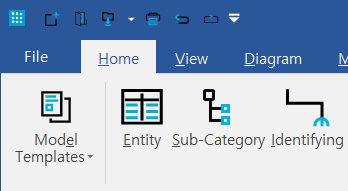 File Home View Diagram M
Model
Templates
Entity Sub-Category Identifying